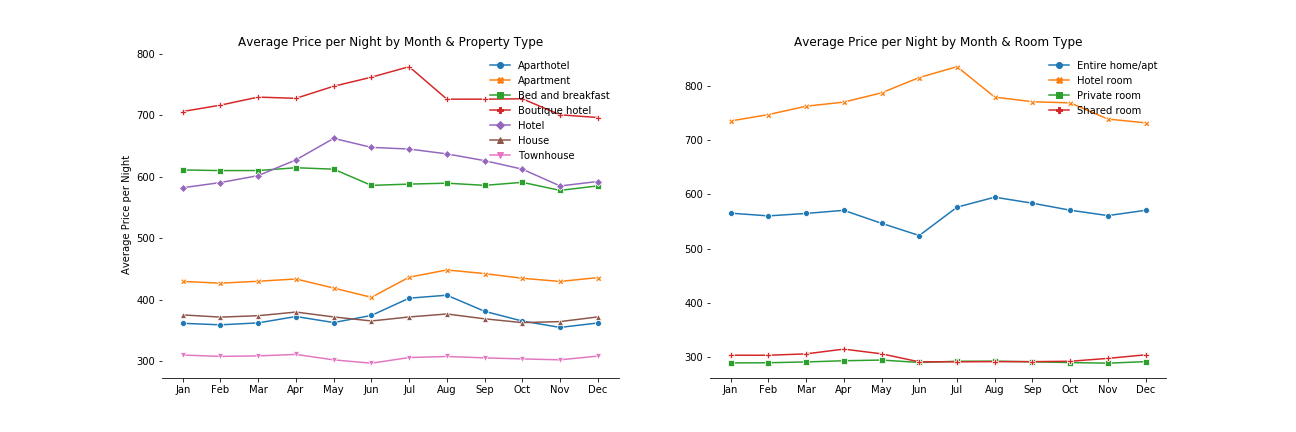 Average Price per Night by Month & Property Type
800
700
600
500
400
300
Average Price per Night
Jan Feb Mar Apr May Jun Jul Aug Sep Oct Nov Dec
Aparthotel
Apartment
Bed and breakfast
Boutique hotel
Hotel
House
Townhouse
Average Price per Night by Month & Room Type
800
700
600
500
400
300
Jan Feb Mar Apr May Jun Jul Aug Sep Oct Nov Dec
Entire home/apt
Hotel room
Private room
Shared room